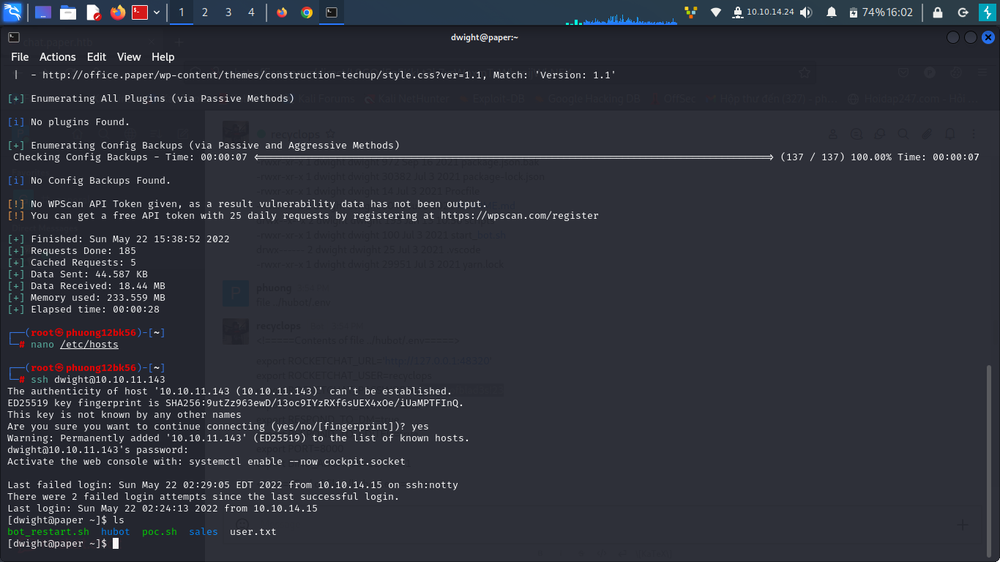 1 2 3 4 10.10.14.24 74% 16:02
dwight@paper:~
File Actions Edit View Help
| - http://office.paper/wp-content/themes/construction-techup/style.css?ver=1.1, Match: 'Version: 1.1'
[+] Enumerating All Plugins (via Passive Methods)
[i] No plugins Found.
[+] Enumerating Config Backups (via Passive and Aggressive Methods)
Checking Config Backups - Time: 00:00:07 <=======================================================================================> (137 / 137) 100.00% Time: 00:00:07
[i] No Config Backups Found.
[!] No WPScan API Token given, as a result vulnerability data has not been output.
[!] You can get a free API token with 25 daily requests by registering at https://wpscan.com/register
[+] Finished: Sun May 22 15:38:52 2022
[+] Requests Done: 185
[+] Cached Requests: 5
[+] Data Sent: 44.587 KB
[+] Data Received: 18.44 MB
[+] Memory used: 233.559 MB
[+] Elapsed time: 00:00:28
┌──(root㉿phuong12bk56)-[~]
└─# nano /etc/hosts
┌──(root㉿phuong12bk56)-[~]
└─# ssh dwight@10.10.11.143
The authenticity of host '10.10.11.143 (10.10.11.143)' can't be established.
ED25519 key fingerprint is SHA256:9utZz963ewD/13oc9IYzRXf6sUEX4xOe/iUaMPTFInQ.
This key is not known by any other names
Are you sure you want to continue connecting (yes/no/[fingerprint])? yes
Warning: Permanently added '10.10.11.143' (ED25519) to the list of known hosts.
dwight@10.10.11.143's password:
Activate the web console with: systemctl enable --now cockpit.socket
Last failed login: Sun May 22 02:29:05 EDT 2022 from 10.10.14.15 on ssh:notty
There were 2 failed login attempts since the last successful login.
Last login: Sun May 22 02:24:13 2022 from 10.10.14.15
[dwight@paper ~]$ ls
bot_restart.sh hubot poc.sh sales user.txt
[dwight@paper ~]$